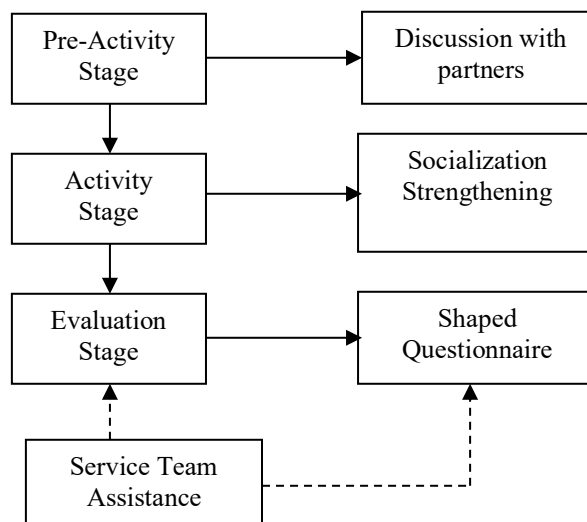 Pre-Activity
Stage
Discussion with
partners
Activity
Stage
Socialization
Strengthening
Evaluation
Stage
Shaped
Questionnaire
Service Team
Assistance